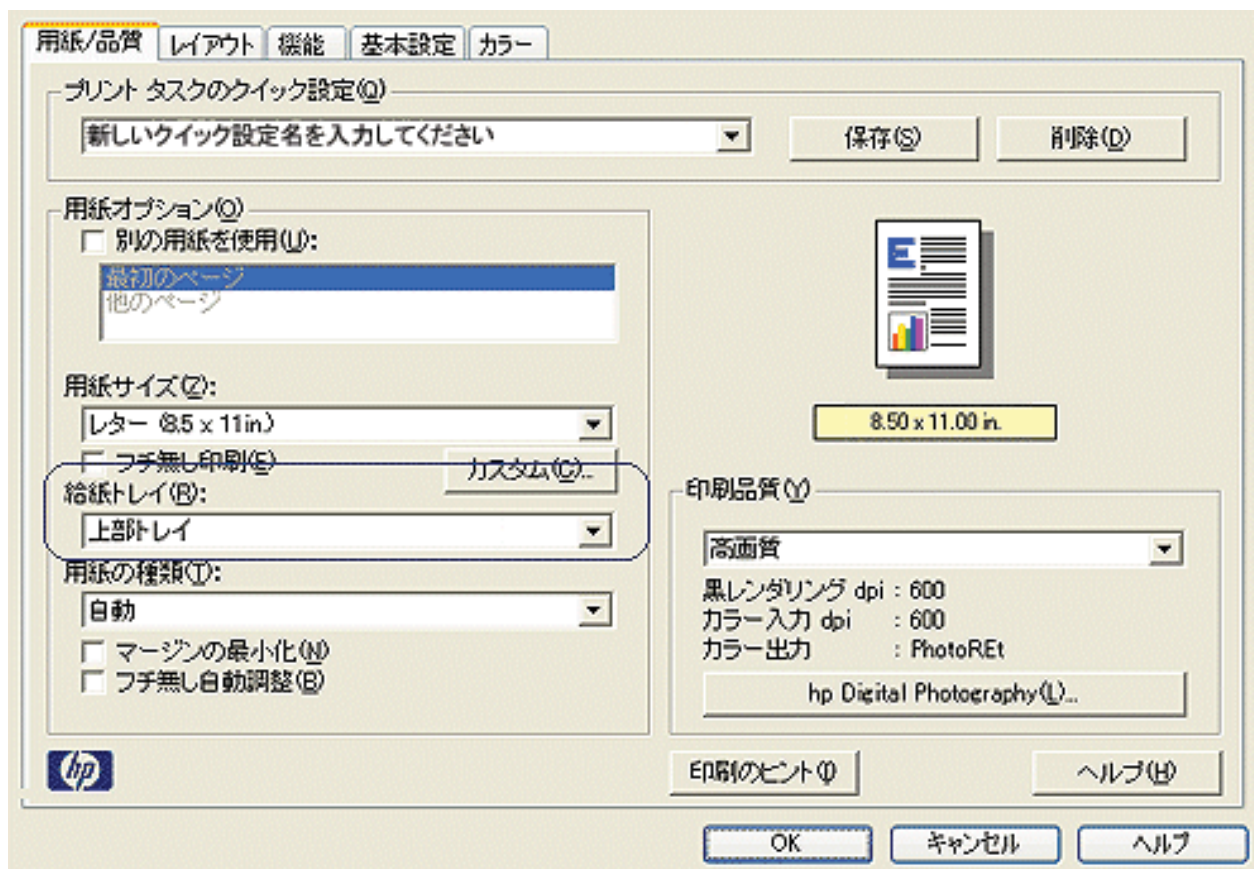 用紙/品質 レイアウト 機能 基本設定 カラー
プリント タスクのクイック設定(Q)
新しいクイック設定名を入力してください 保存(S) 削除(D)
用紙オプション(O)
別の用紙を使用(U):
最初のページ
他のページ
用紙サイズ(Z):
レター (8.5 x 11in.)
フチ無し印刷(E) カスタム(C)...
給紙トレイ(R):
上部トレイ
用紙の種類(T):
自動
マージンの最小化(N)
フチ無し自動調整(B)
E
8.50 x 11.00 in.
印刷品質(Y)
高画質
黒レンダリング dpi : 600
カラー入力 dpi : 600
カラー出力 : PhotoREt
hp Digital Photography(L)...
hp
印刷のヒント(I) ヘルプ(H)
OK キャンセル ヘルプ